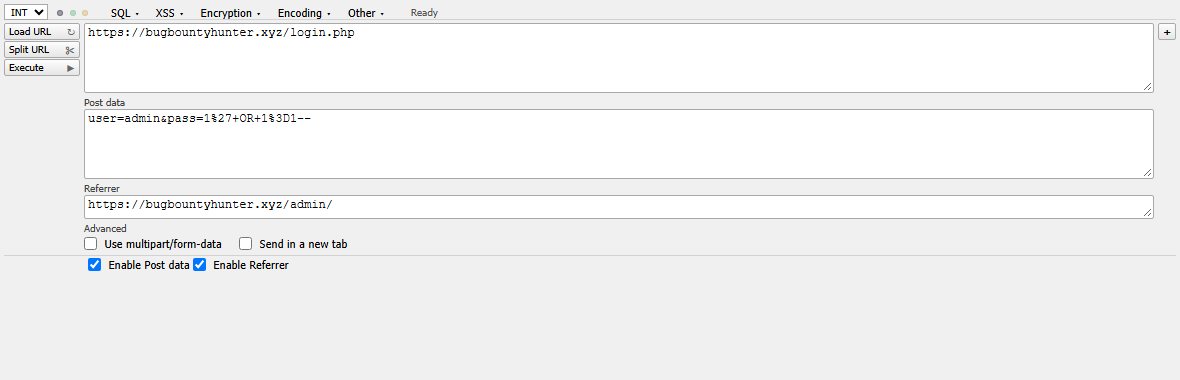 INT SQL XSS Encryption Encoding Other Ready
Load URL https://bugbountyhunter.xyz/login.php +
Split URL
Execute
Post data
user=admin&pass=1%27+OR+1%3D1--
Referrer
https://bugbountyhunter.xyz/admin/
Advanced
Use multipart/form-data Send in a new tab
Enable Post data Enable Referrer